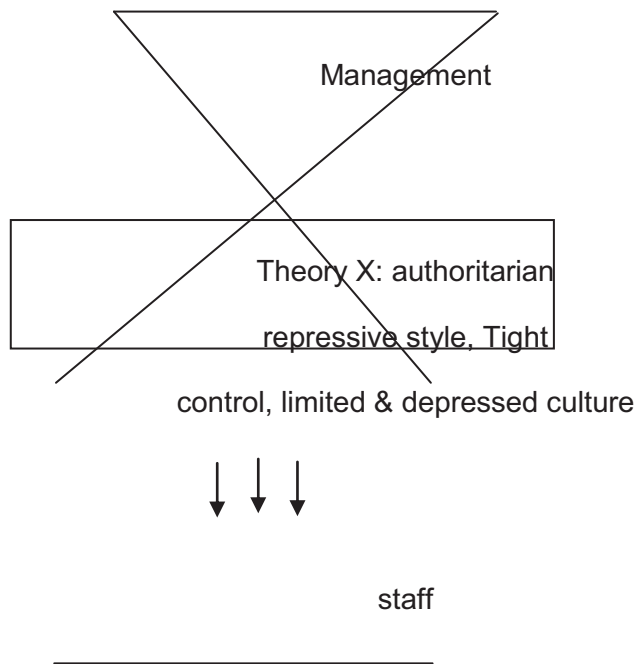 Management
Theory X: authoritarian
repressive style, Tight
control, limited & depressed culture
staff